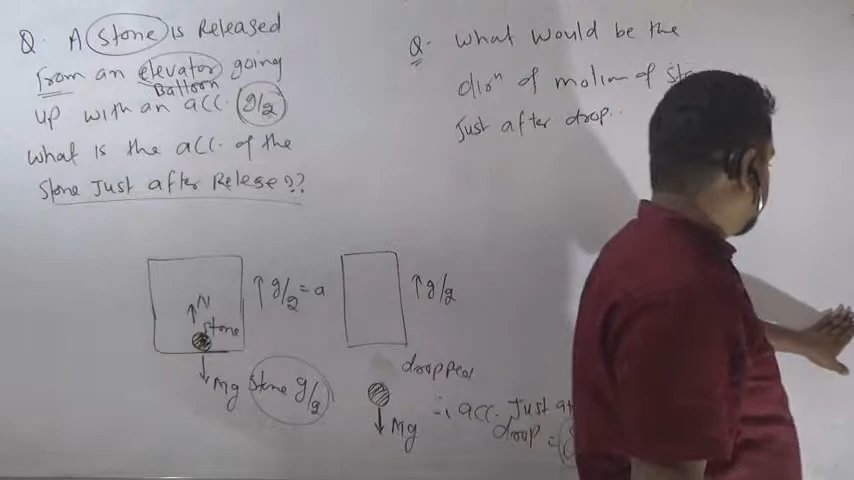 Q. A stone is Released
from an elevator going
Balloon
up with an acc. g/2
what is the acc. of the
stone Just after Relese??
Q. what would be the
dirⁿ of motion of
Just after drop..
↑N
stone
↓Mg
↑ g/2 = a
stone g/2
↑ g/2
dropped
↓ Mg
∴ acc. Just
drop =